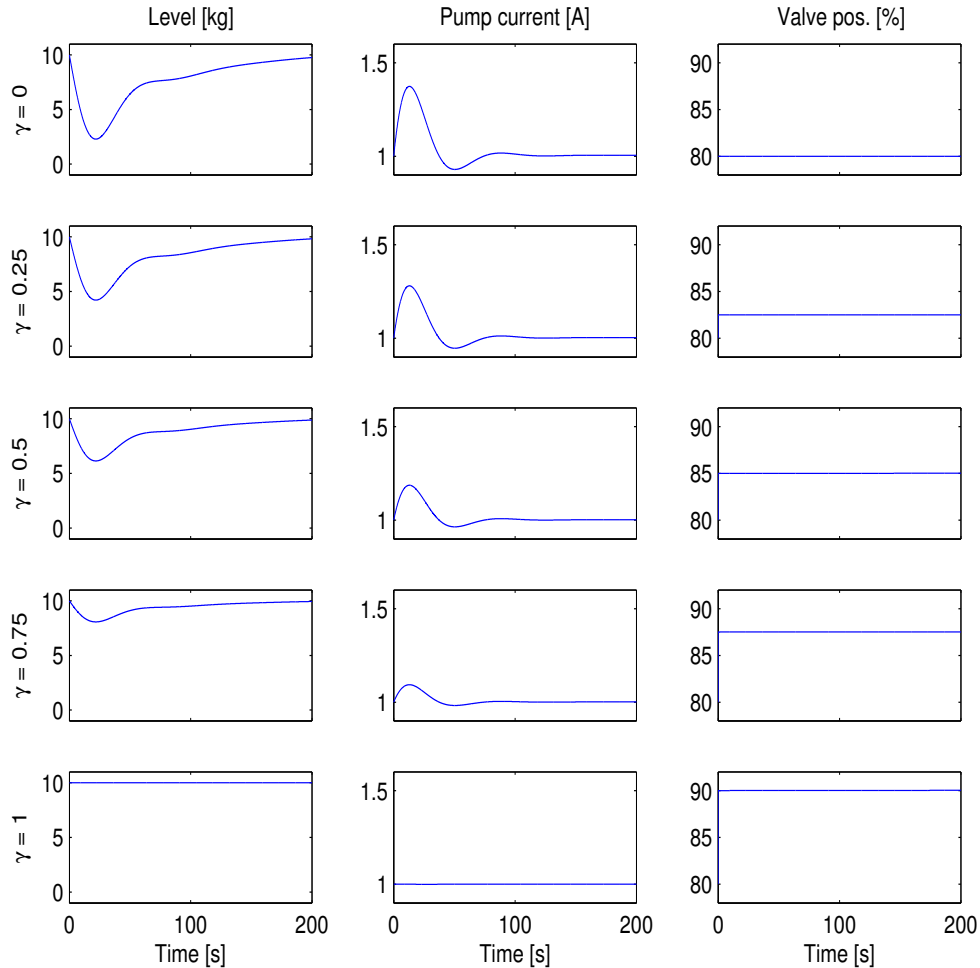 Level [kg]
Pump current [A]
Valve pos. [%]
γ = 0
10
5
0
1.5
1
90
85
80
γ = 0.25
10
5
0
1.5
1
90
85
80
γ = 0.5
10
5
0
1.5
1
90
85
80
γ = 0.75
10
5
0
1.5
1
90
85
80
γ = 1
10
5
0
1.5
1
90
85
80
0 100 200
0 100 200
0 100 200
Time [s]
Time [s]
Time [s]